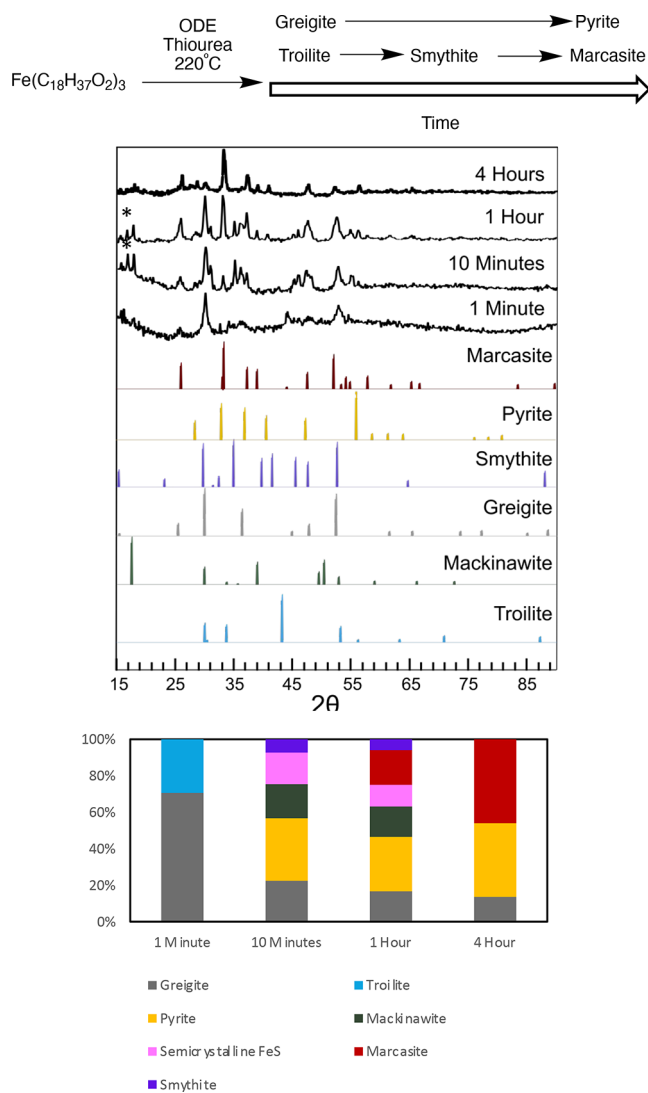 ODE
Thiourea
220°C
Greigite Pyrite
Troilite Smythite Marcasite
Fe(C₁₈H₃₇O₂)₃
Time
4 Hours
*
1 Hour
*
10 Minutes
1 Minute
Marcasite
Pyrite
Smythite
Greigite
Mackinawite
Troilite
15 25 35 45 55 65 75 85
2θ
100%
80%
60%
40%
20%
0%
1 Minute 10 Minutes 1 Hour 4 Hour
Greigite Troilite
Pyrite Mackinawite
Semicrystalline FeS Marcasite
Smythite